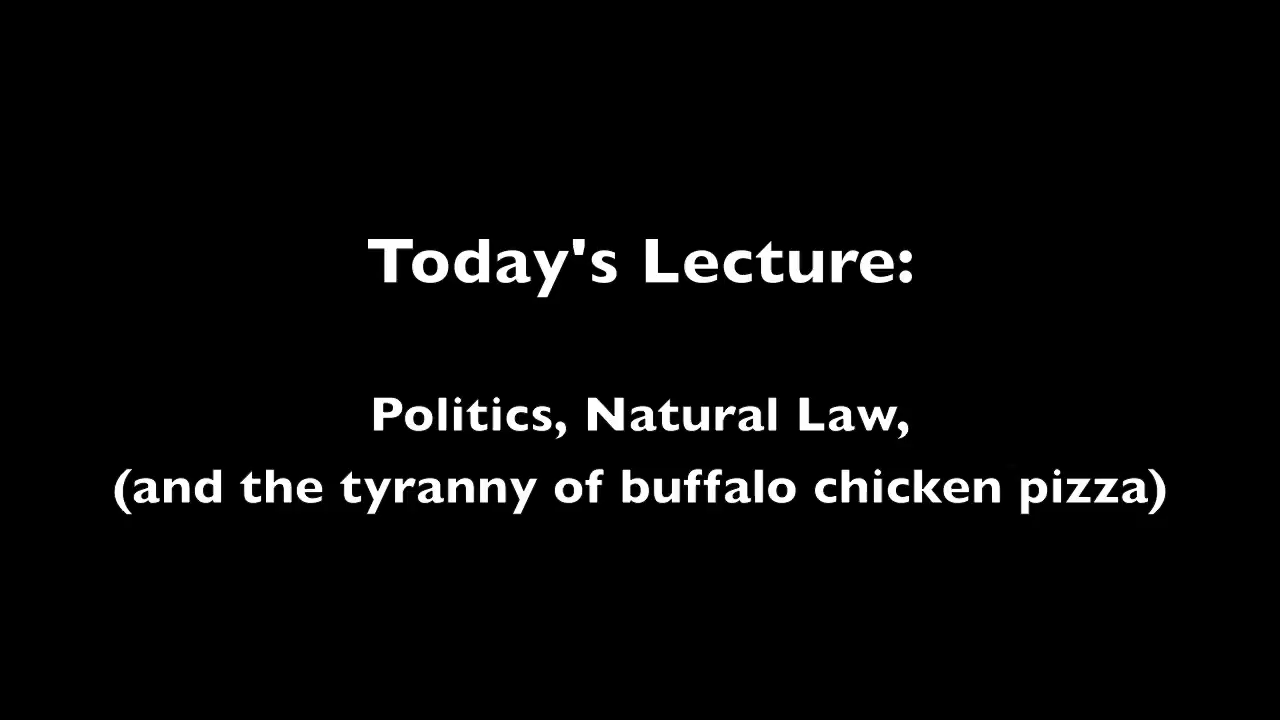 Today's Lecture:
Politics, Natural Law,
(and the tyranny of buffalo chicken pizza)